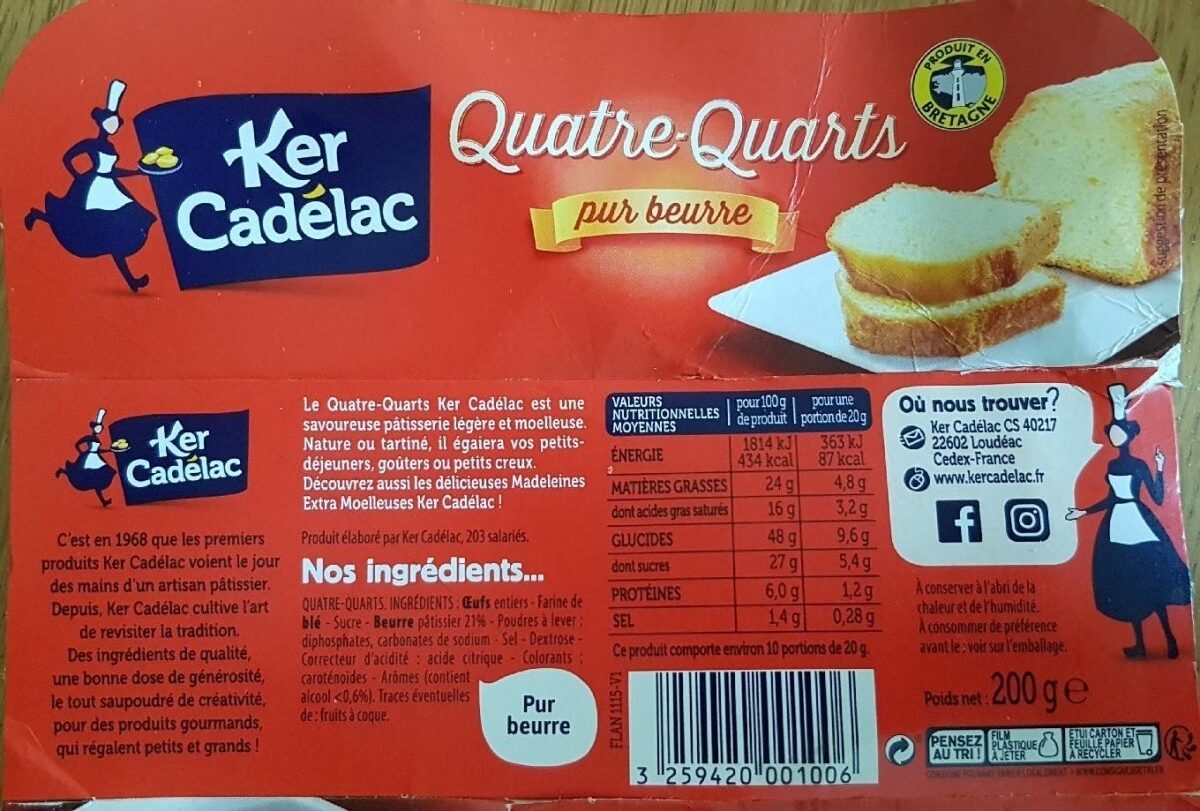 Ker
Cadélac
Quatre-Quarts
pur beurre
PRODUIT EN
BRETAGNE
suggestion de présentation
Ker
Cadélac
C'est en 1968 que les premiers
produits Ker Cadélac voient le jour
des mains d'un artisan pâtissier.
Depuis, Ker Cadélac cultive l'art
de revisiter la tradition.
Des ingrédients de qualité,
une bonne dose de générosité,
le tout saupoudré de créativité,
pour des produits gourmands,
qui régalent petits et grands !
Le Quatre-Quarts Ker Cadélac est une
savoureuse pâtisserie légère et moelleuse.
Nature ou tartiné, il égaiera vos petits-
déjeuners, goûters ou petits creux.
Découvrez aussi les délicieuses Madeleines
Extra Moelleuses Ker Cadélac !
Produit élaboré par Ker Cadélac, 203 salariés.
Nos ingrédients...
QUATRE-QUARTS. INGRÉDIENTS : Œufs entiers - Farine de
blé - Sucre - Beurre pâtissier 21% - Poudres à lever :
diphosphates, carbonates de sodium - Sel - Dextrose -
Correcteur d'acidité : acide citrique - Colorants :
caroténoides - Arômes (contient
alcool <0,6%). Traces éventuelles
de : fruits à coque.
Pur
beurre
VALEURS
NUTRITIONNELLES
MOYENNES
pour 100 g
de produit
pour une
portion de 20 g
ÉNERGIE 1814 kJ 363 kJ
434 kcal 87 kcal
MATIÈRES GRASSES 24 g 4,8 g
dont acides gras saturés 16 g 3,2 g
GLUCIDES 48 g 9,6 g
dont sucres 27 g 5,4 g
PROTÉINES 6,0 g 1,2 g
SEL 1,4 g 0,28 g
Ce produit comporte environ 10 portions de 20 g.
FLAN 1115-V1
3 259420 001006
Où nous trouver?
Ker Cadélac CS 40217
22602 Loudéac
Cedex-France
www.kercadelac.fr
À conserver à l'abri de la
chaleur et de l'humidité.
À consommer de préférence
avant le : voir sur l'emballage.
Poids net : 200 g e
PENSEZ
AU TRI !
FILM
PLASTIQUE
À JETER
ÉTUI CARTON ET
FEUILLE PAPIER
À RECYCLER
CONSIGNE POUVANT VARIER LOCALEMENT > WWW.CONSIGNESDETRI.FR